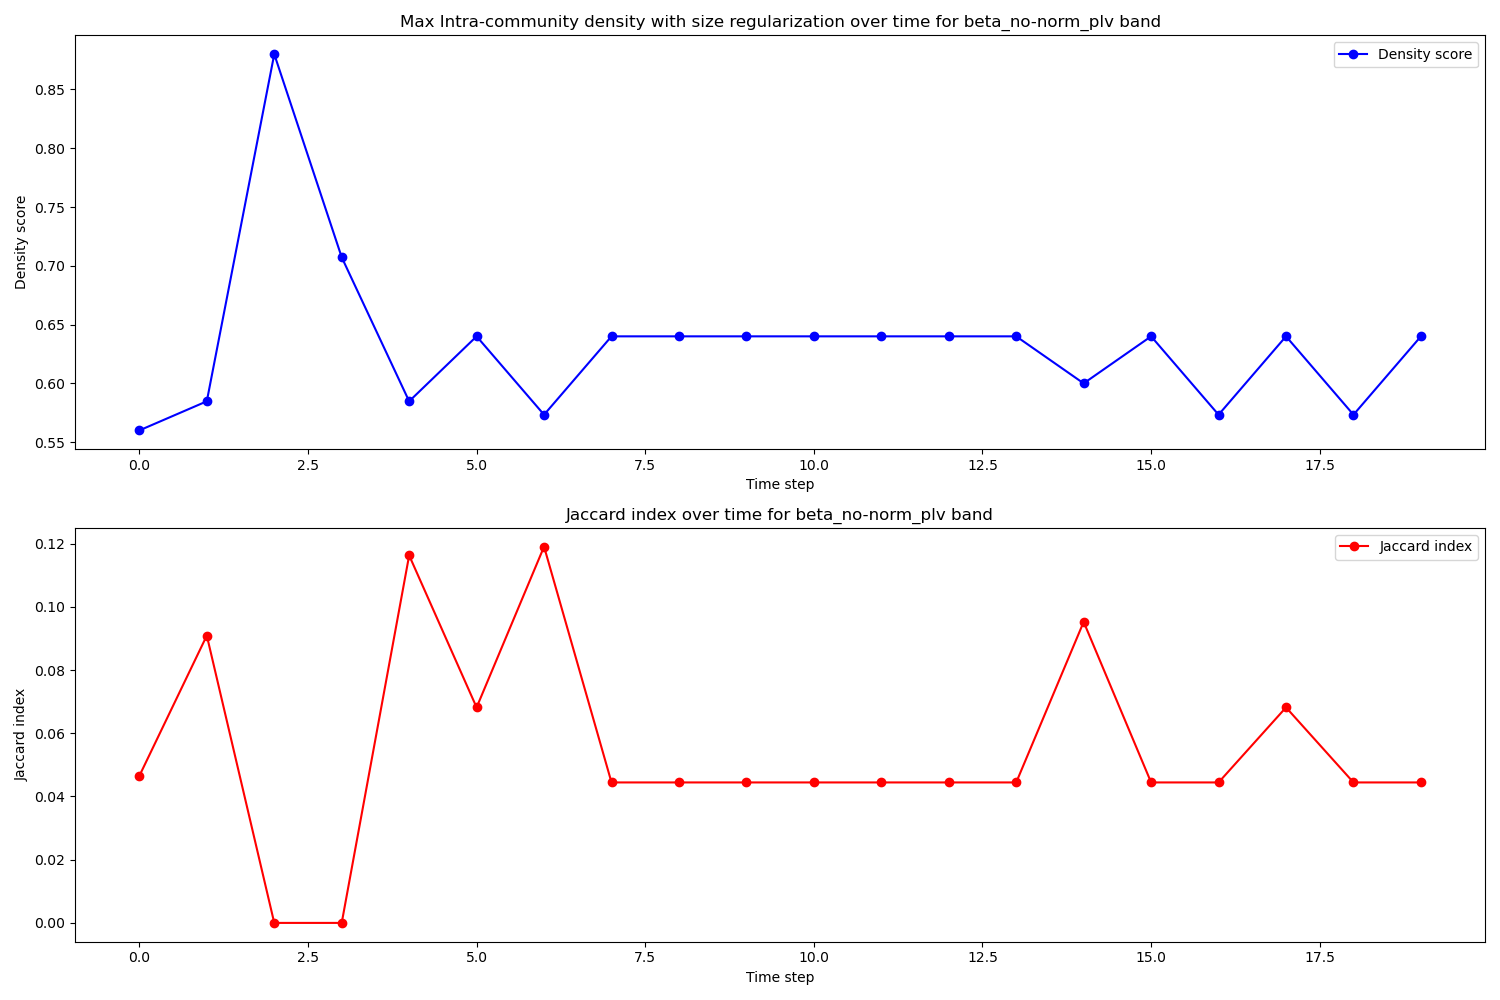 Max Intra-community density with size regularization over time for beta_no-norm_plv band
Density score
0.85
0.80
0.75
0.70
0.65
0.60
0.55
Density score
0.0 2.5 5.0 7.5 10.0 12.5 15.0 17.5
Time step
Jaccard index over time for beta_no-norm_plv band
Jaccard index
0.12
0.10
0.08
0.06
0.04
0.02
0.00
Jaccard index
0.0 2.5 5.0 7.5 10.0 12.5 15.0 17.5
Time step